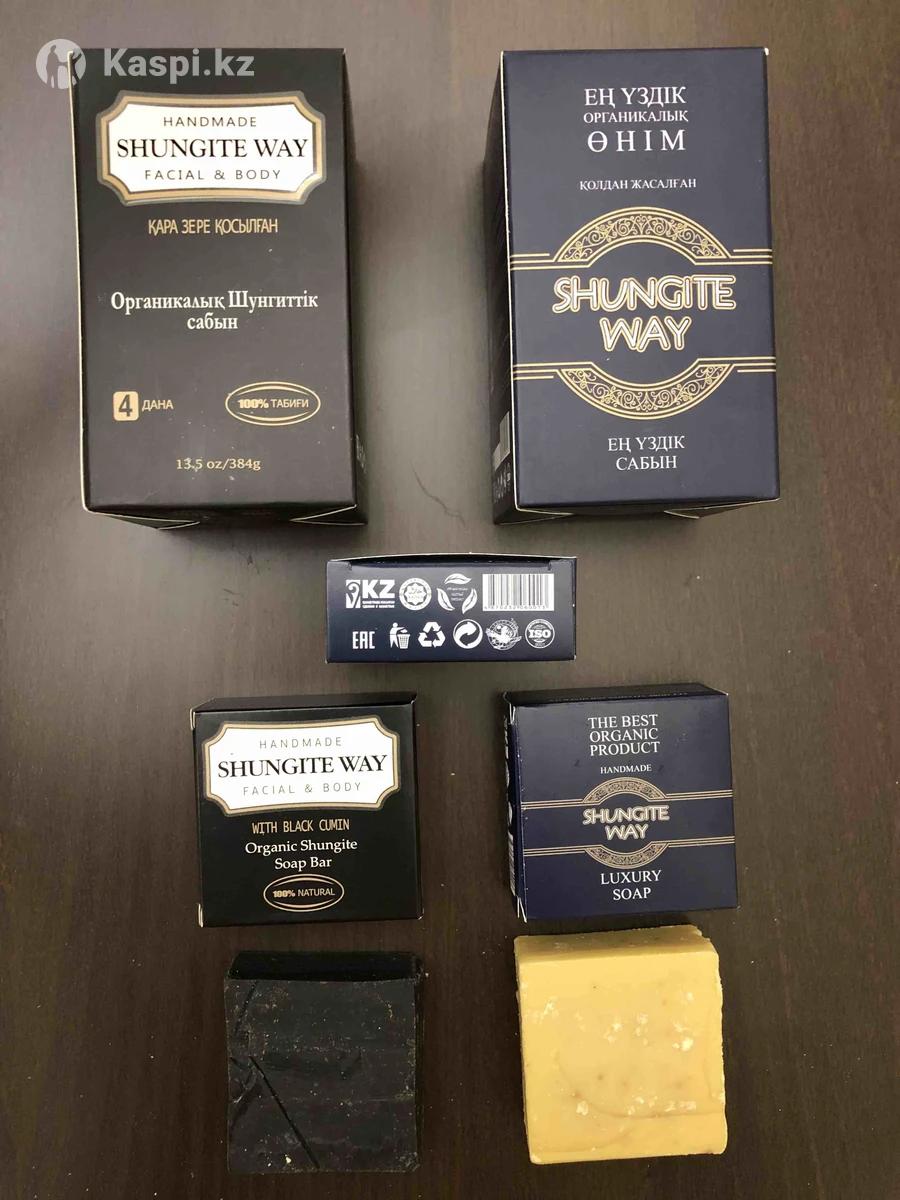 Kaspi.kz
HANDMADE
SHUNGITE WAY
FACIAL & BODY
ҚАРА ЗЕРЕ ҚОСЫЛҒАН
Органикалық Шунгиттік
сабын
4 ДАНА
100% ТАБИҒИ
13.5 oz/384g
ЕҢ ҮЗДІК
ОРГАНИКАЛЫҚ
ӨНІМ
ҚОЛДАН ЖАСАЛҒАН
SHUNGITE
WAY
ЕҢ ҮЗДІК
САБЫН
KZ
EAC
ISO
HANDMADE
SHUNGITE WAY
FACIAL & BODY
WITH BLACK CUMIN
Organic Shungite
Soap Bar
100% NATURAL
THE BEST
ORGANIC
PRODUCT
HANDMADE
SHUNGITE
WAY
LUXURY
SOAP